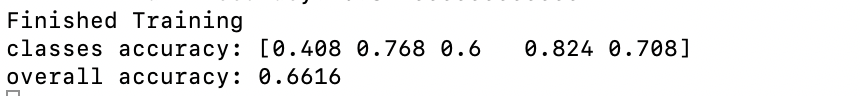 Finished Training
classes accuracy: [0.408 0.768 0.6   0.824 0.708]
overall accuracy: 0.6616